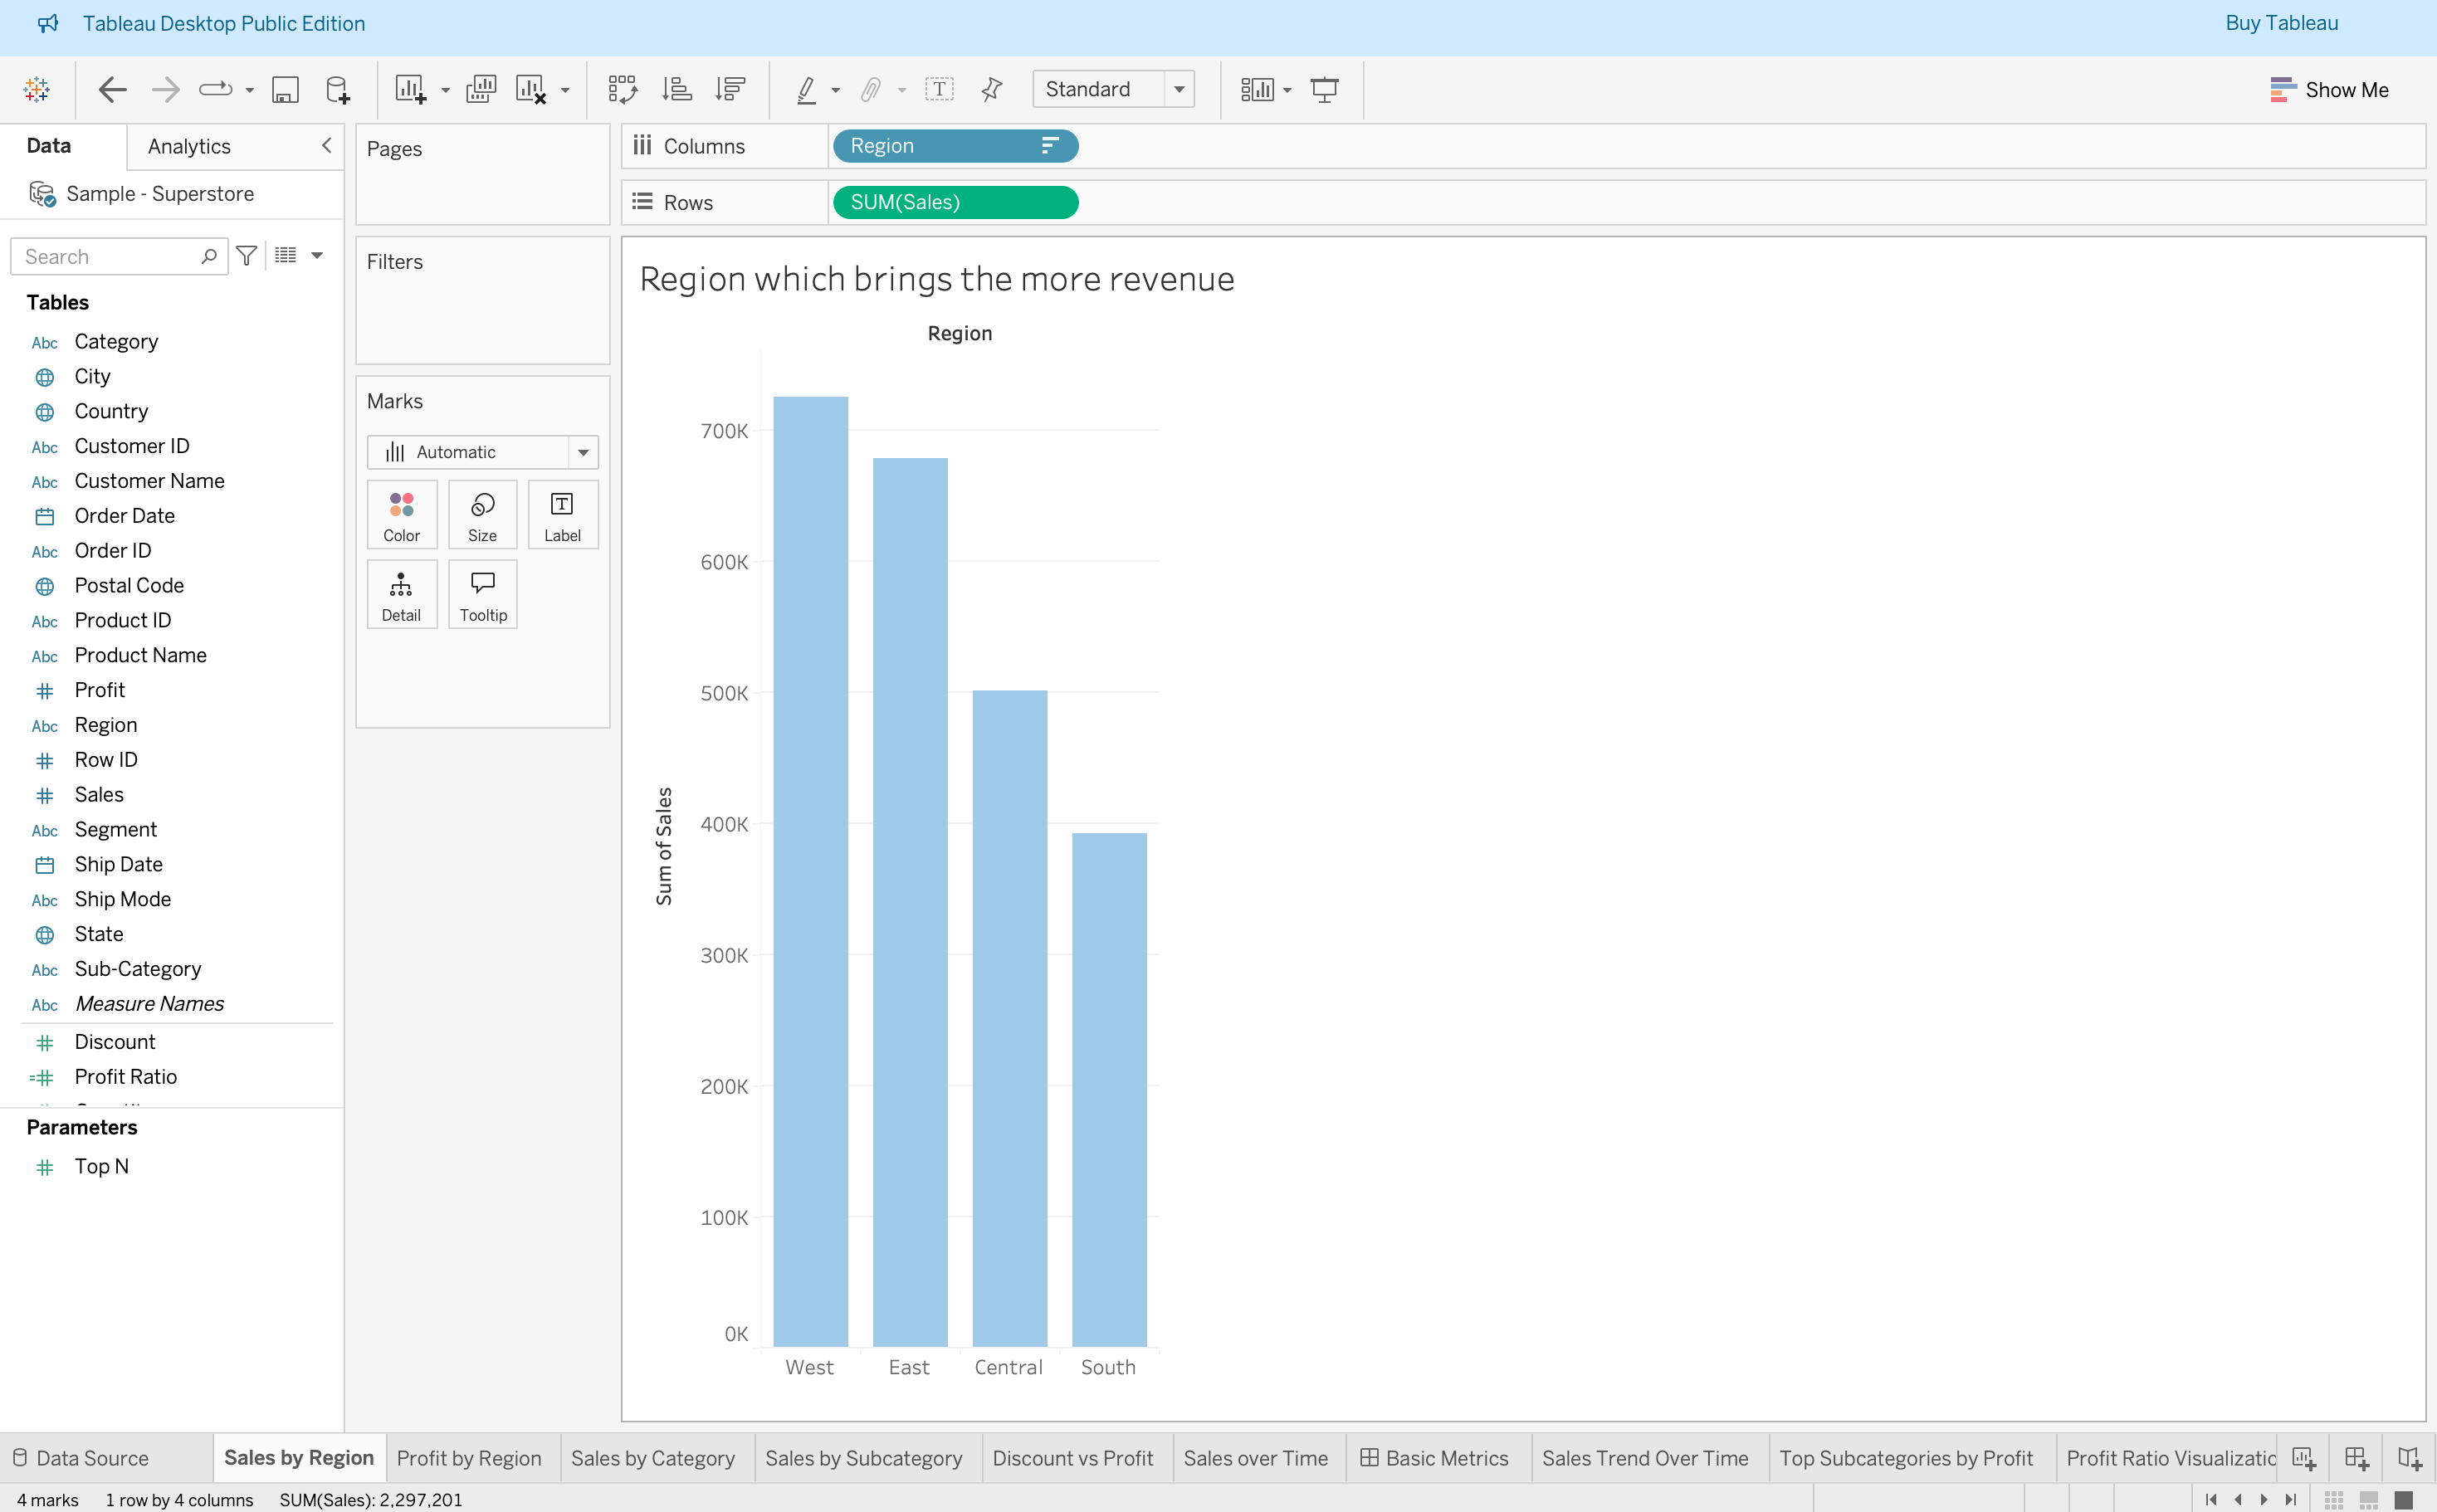 Tableau Desktop Public Edition
Buy Tableau
Standard
Show Me
Data
Analytics
Sample - Superstore
Search
Tables
Abc Category
City
Country
Abc Customer ID
Abc Customer Name
Order Date
Abc Order ID
Postal Code
Abc Product ID
Abc Product Name
Profit
Abc Region
Row ID
Sales
Abc Segment
Ship Date
Abc Ship Mode
State
Abc Sub-Category
Abc Measure Names
Discount
Profit Ratio
Parameters
Top N
Pages
Filters
Marks
Automatic
Color Size Label
Detail Tooltip
Columns Region
Rows SUM(Sales)
Region which brings the more revenue
Region
700K
600K
500K
400K
300K
200K
100K
0K
Sum of Sales
West East Central South
Data Source Sales by Region Profit by Region Sales by Category Sales by Subcategory Discount vs Profit Sales over Time Basic Metrics Sales Trend Over Time Top Subcategories by Profit Profit Ratio Visualizatio
4 marks 1 row by 4 columns SUM(Sales): 2,297,201